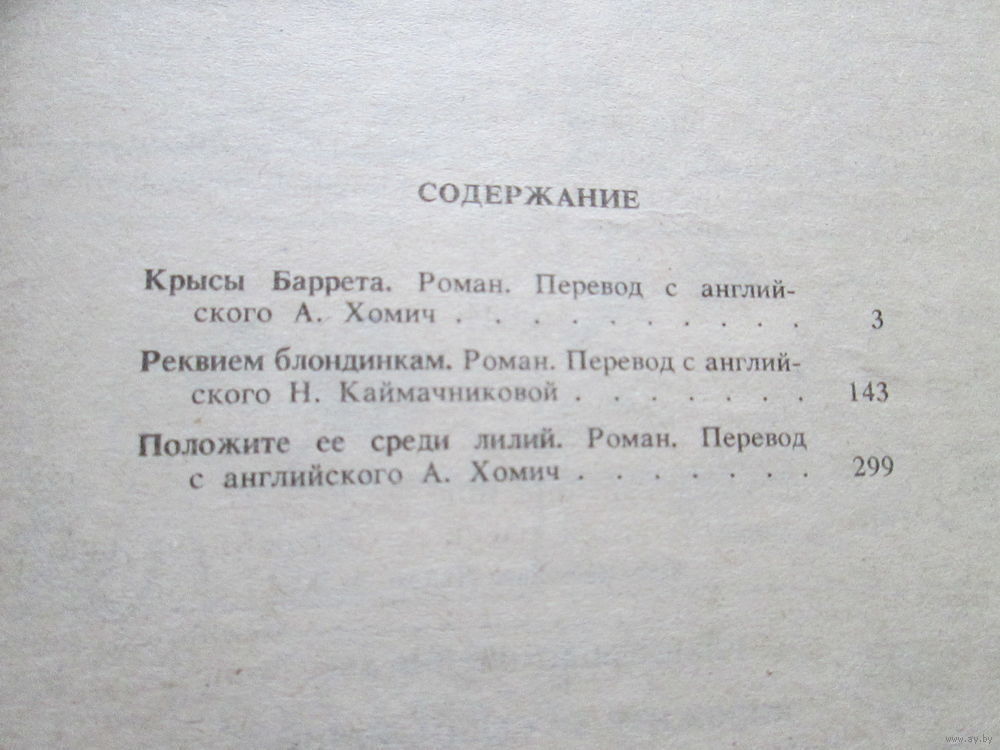 СОДЕРЖАНИЕ
Крысы Баррета. Роман. Перевод с англий-
ского А. Хомич . . . . . . . . . . 3
Реквием блондинкам. Роман. Перевод с англий-
ского Н. Каймачниковой . . . . . . . 143
Положите ее среди лилий. Роман. Перевод
с английского А. Хомич . . . . . . . 299
www.ay.by